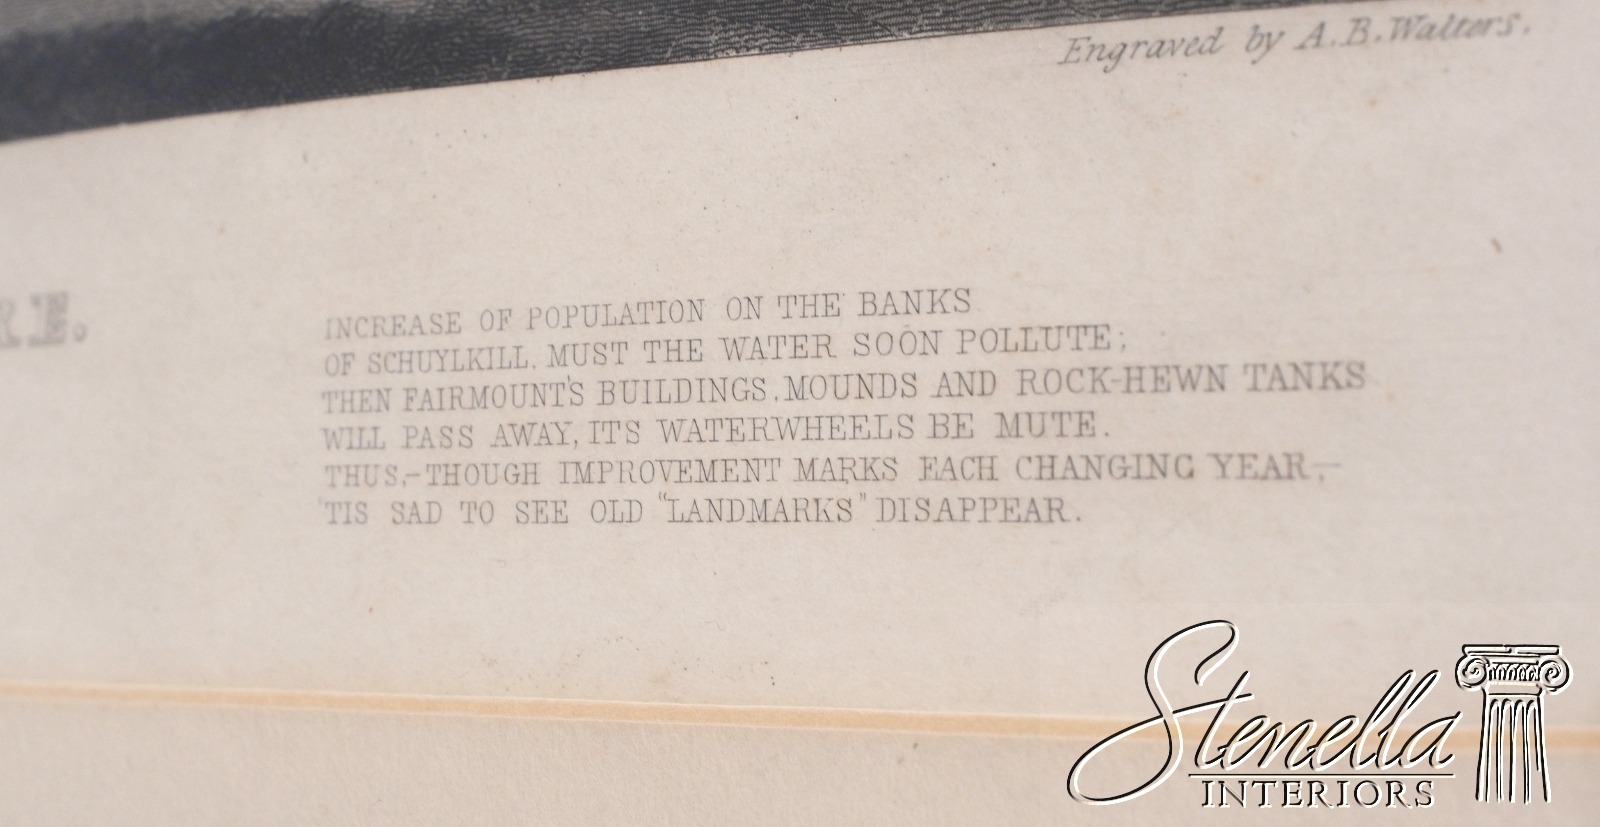 Engraved by A.B.Walters.
RE.
INCREASE OF POPULATION ON THE BANKS
OF SCHUYLKILL, MUST THE WATER SOON POLLUTE;
THEN FAIRMOUNT'S BUILDINGS, MOUNDS AND ROCK-HEWN TANKS
WILL PASS AWAY, ITS WATERWHEELS BE MUTE.
THUS,-THOUGH IMPROVEMENT MARKS EACH CHANGING YEAR,-
'TIS SAD TO SEE OLD "LANDMARKS" DISAPPEAR.
Stenella
INTERIORS